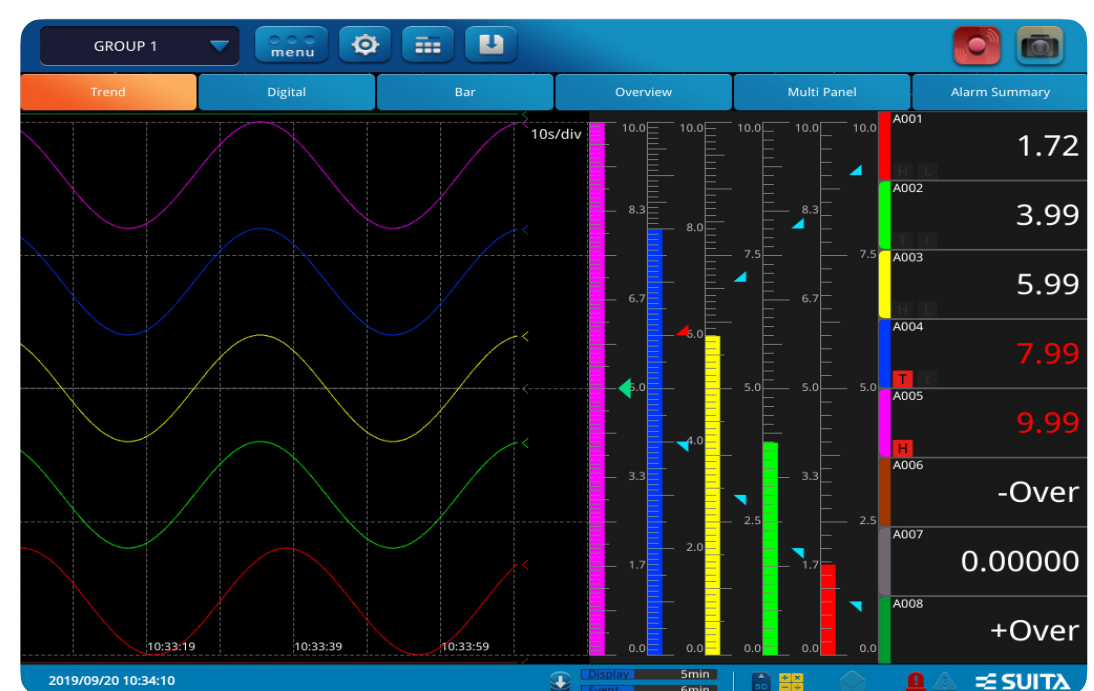 GROUP 1
menu
Trend
Digital
Bar
Overview
Multi Panel
Alarm Summary
10s/div
10.0 10.0 10.0 10.0 10.0
8.3 8.3
8.0
7.5 7.5
6.7 6.7
6.0
5.0 5.0 5.0 5.0
4.0
3.3 3.3
2.5 2.5
2.0
1.7 1.7
0.0 0.0 0.0 0.0 0.0
10:33:19
10:33:39
10:33:59
A001
1.72
H L
A002
3.99
T t
A003
5.99
H L
A004
7.99
T t
A005
9.99
H
A006
-Over
A007
0.00000
A008
+Over
2019/09/20 10:34:10
Display 5min
Event 6min
SD
SUITA